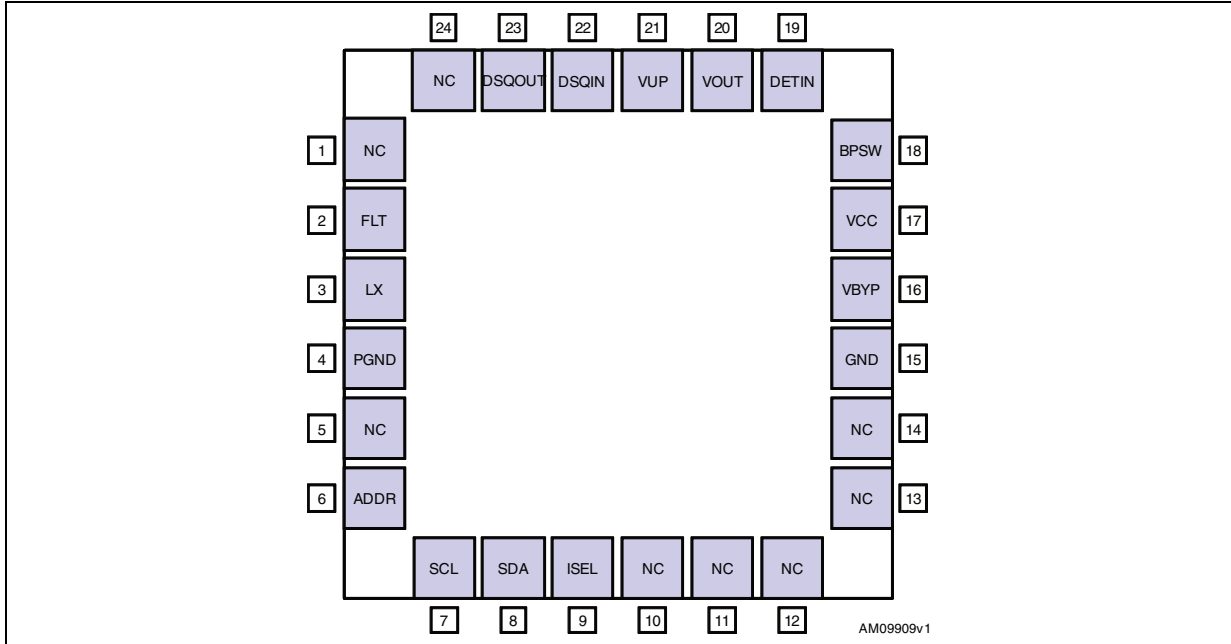 24 23 22 21 20 19
NC DSQOUT DSQIN VUP VOUT DETIN
1 NC BPSW 18
2 FLT VCC 17
3 LX VBYP 16
4 PGND GND 15
5 NC NC 14
6 ADDR NC 13
SCL SDA ISEL NC NC NC
7 8 9 10 11 12
AM09909v1